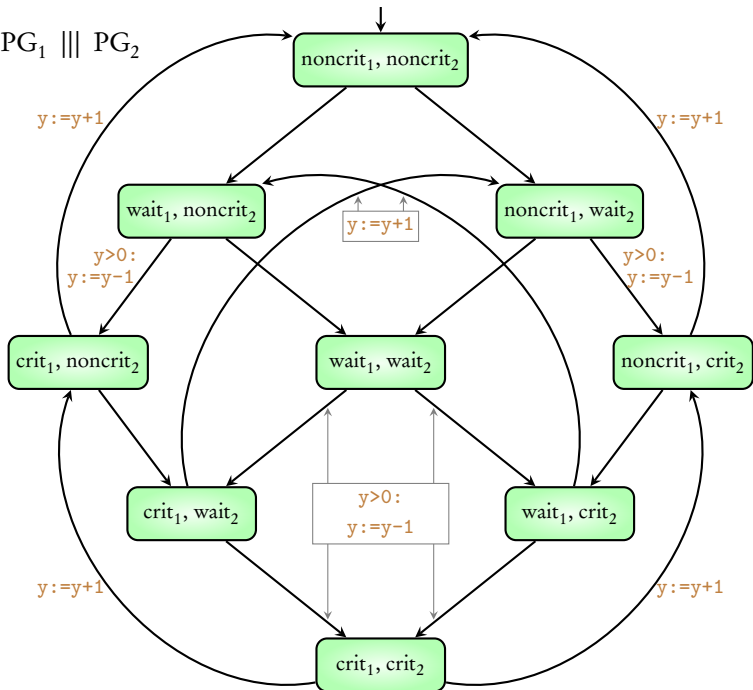 PG₁ ||| PG₂
noncrit₁, noncrit₂
y:=y+1
y:=y+1
wait₁, noncrit₂
noncrit₁, wait₂
y:=y+1
y>0:
y:=y-1
y>0:
y:=y-1
crit₁, noncrit₂
wait₁, wait₂
noncrit₁, crit₂
crit₁, wait₂
y>0:
y:=y-1
wait₁, crit₂
y:=y+1
y:=y+1
crit₁, crit₂